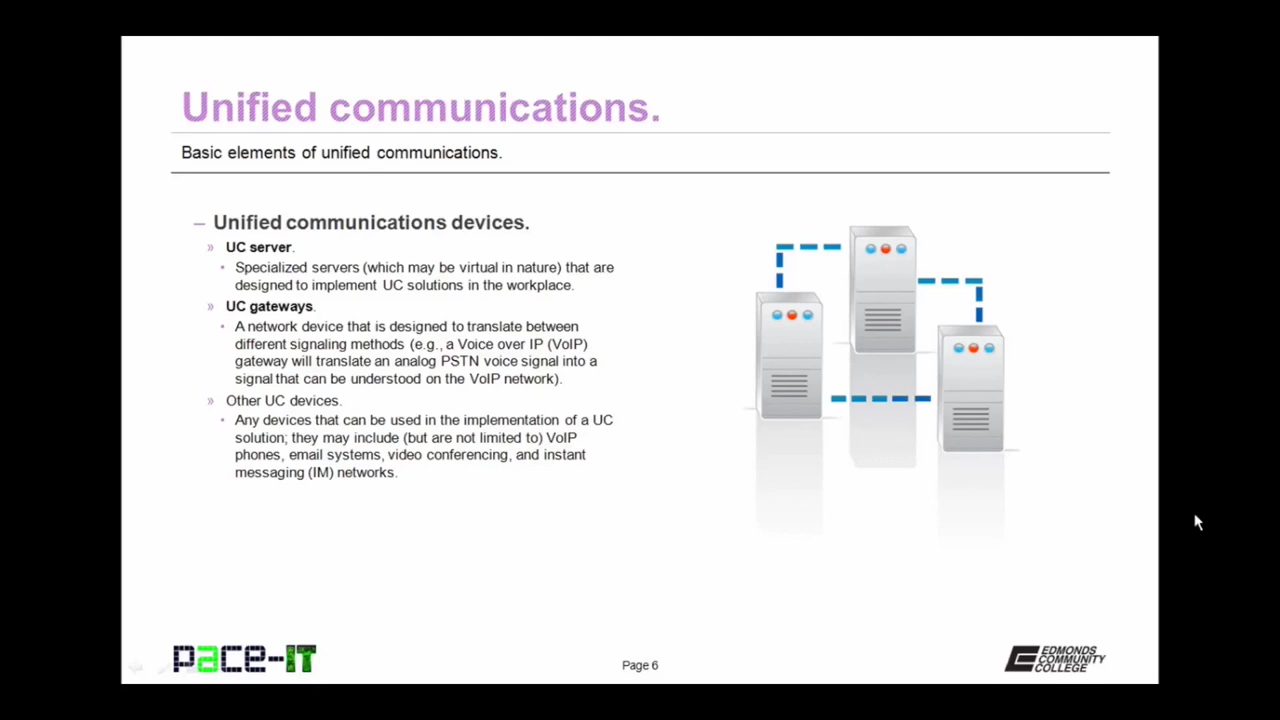 Unified communications.
Basic elements of unified communications.
– Unified communications devices.
» UC server.
• Specialized servers (which may be virtual in nature) that are
designed to implement UC solutions in the workplace.
» UC gateways.
• A network device that is designed to translate between
different signaling methods (e.g., a Voice over IP (VoIP)
gateway will translate an analog PSTN voice signal into a
signal that can be understood on the VoIP network).
» Other UC devices.
• Any devices that can be used in the implementation of a UC
solution; they may include (but are not limited to) VoIP
phones, email systems, video conferencing, and instant
messaging (IM) networks.
pace-IT
Page 6
EDMONDS
COMMUNITY
COLLEGE